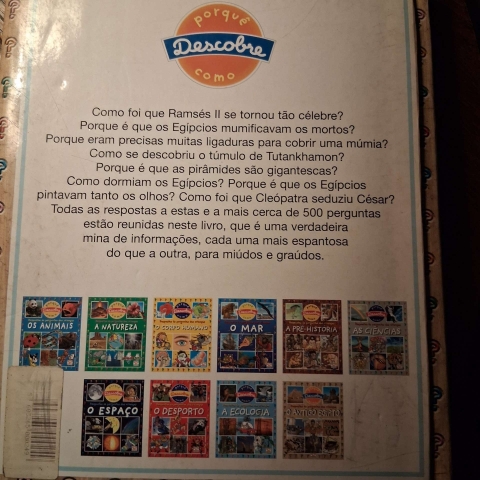 porquê
Descobre
como
Como foi que Ramsés II se tornou tão célebre?
Porque é que os Egípcios mumificavam os mortos?
Porque eram precisas muitas ligaduras para cobrir uma múmia?
Como se descobriu o túmulo de Tutankhamon?
Porque é que as pirâmides são gigantescas?
Como dormiam os Egípcios? Porque é que os Egípcios
pintavam tanto os olhos? Como foi que Cleópatra seduziu César?
Todas as respostas a estas e a mais cerca de 500 perguntas
estão reunidas neste livro, que é uma verdadeira
mina de informações, cada uma mais espantosa
do que a outra, para miúdos e graúdos.
OS ANIMAIS
A NATUREZA
O CORPO HUMANO
O MAR
A PRÉ-HISTÓRIA
AS CIÊNCIAS
O ESPAÇO
O DESPORTO
A ECOLOGIA